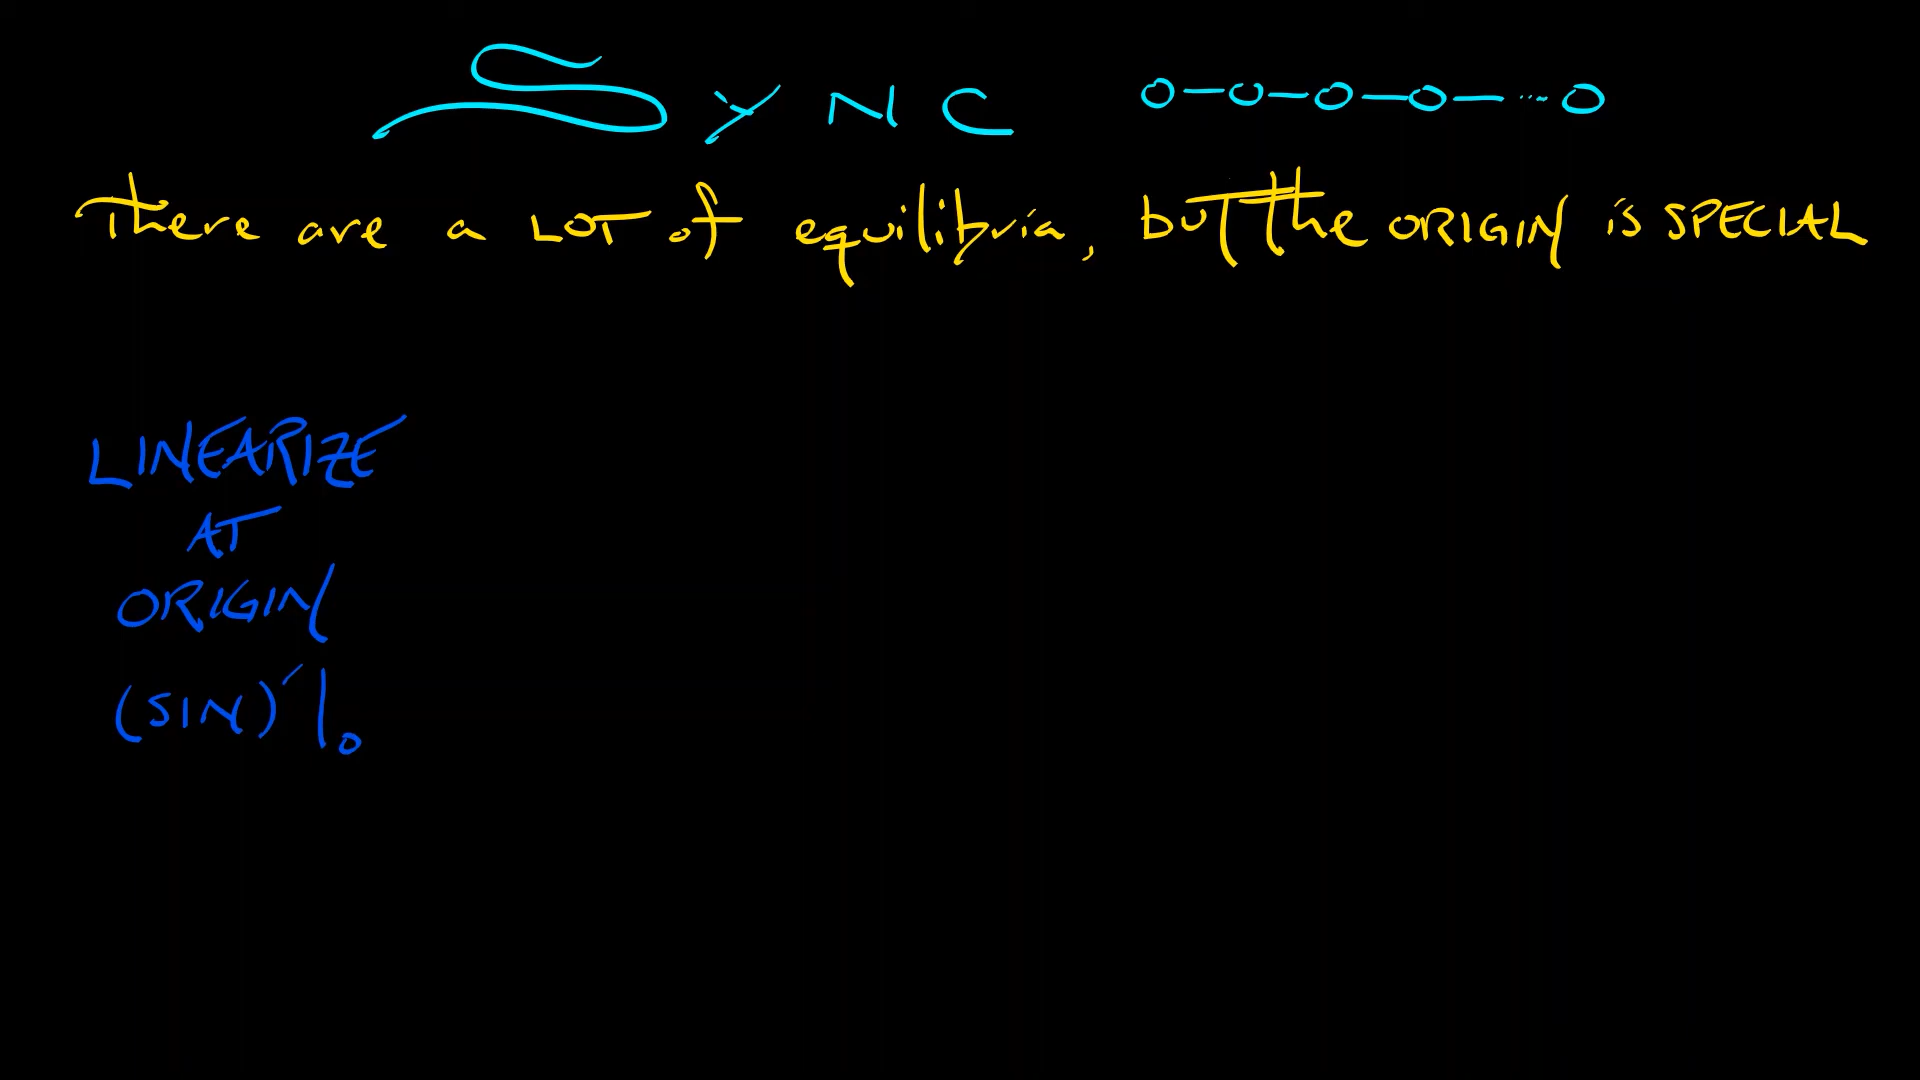 SYNC
There are a LOT of equilibria, but the ORIGIN is SPECIAL
LINEARIZE
AT
ORIGIN
(SIN)'|₀